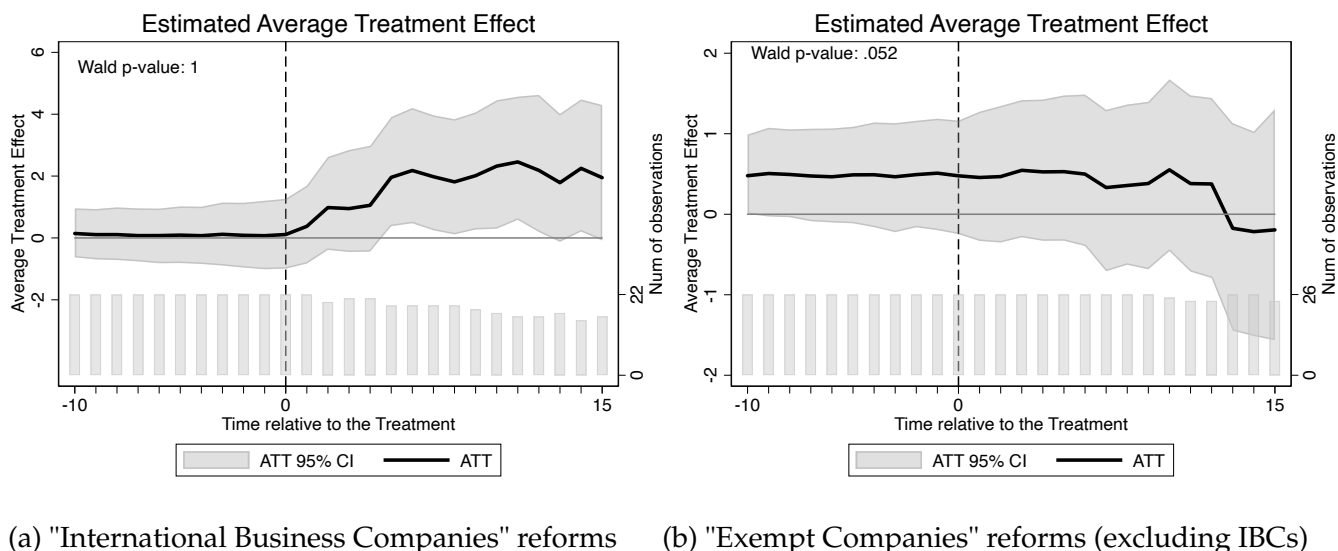 Estimated Average Treatment Effect
Wald p-value: 1
Average Treatment Effect
6
4
2
0
-2
Num of observations
22
0
-10
0
15
Time relative to the Treatment
ATT 95% CI
ATT
(a) "International Business Companies" reforms
Estimated Average Treatment Effect
Wald p-value: .052
Average Treatment Effect
2
1
0
-1
-2
Num of observations
26
0
-10
0
15
Time relative to the Treatment
ATT 95% CI
ATT
(b) "Exempt Companies" reforms (excluding IBCs)